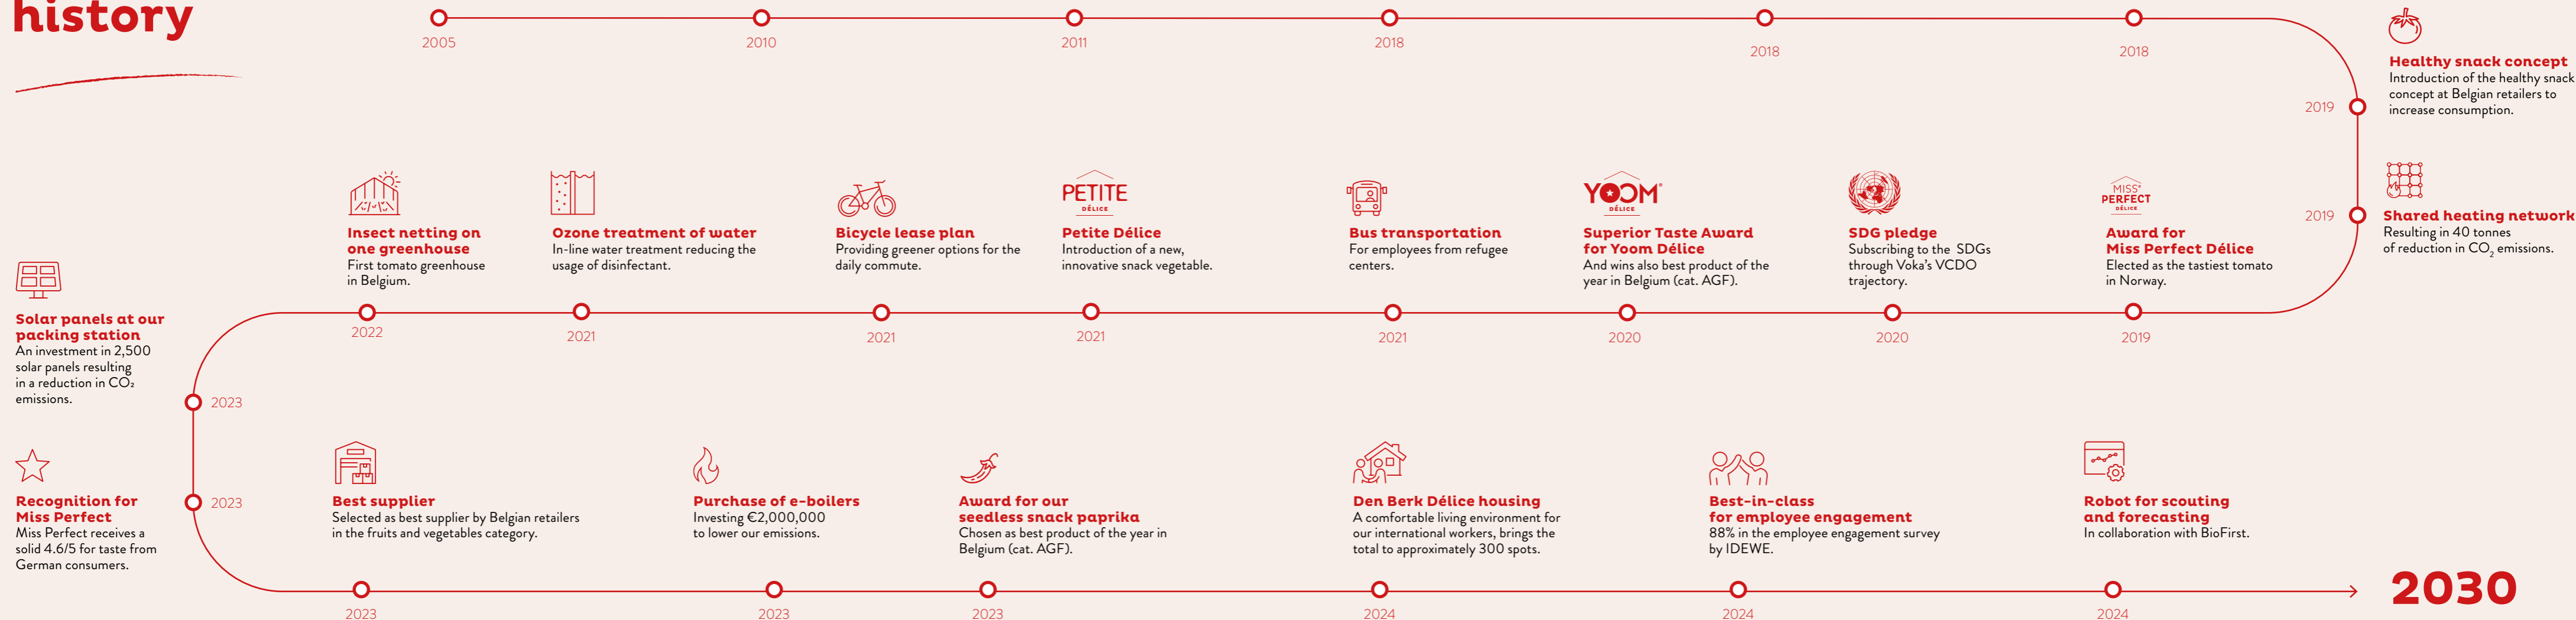 history
2005
2010
2011
2018
2018
2018
Healthy snack concept
Introduction of the healthy snack
concept at Belgian retailers to
increase consumption.
2019
Shared heating network
Resulting in 40 tonnes
of reduction in CO₂ emissions.
2019
MISS®
PERFECT
DÉLICE
Award for
Miss Perfect Délice
Elected as the tastiest tomato
in Norway.
2019
SDG pledge
Subscribing to the SDGs
through Voka's VCDO
trajectory.
2020
YOOM®
DÉLICE
Superior Taste Award
for Yoom Délice
And wins also best product of the
year in Belgium (cat. AGF).
2020
Bus transportation
For employees from refugee
centers.
2021
PETITE
DÉLICE
Petite Délice
Introduction of a new,
innovative snack vegetable.
2021
Bicycle lease plan
Providing greener options for the
daily commute.
2021
Ozone treatment of water
In-line water treatment reducing the
usage of disinfectant.
2021
Insect netting on
one greenhouse
First tomato greenhouse
in Belgium.
2022
Solar panels at our
packing station
An investment in 2,500
solar panels resulting
in a reduction in CO₂
emissions.
2023
Recognition for
Miss Perfect
Miss Perfect receives a
solid 4.6/5 for taste from
German consumers.
2023
Best supplier
Selected as best supplier by Belgian retailers
in the fruits and vegetables category.
2023
Purchase of e-boilers
Investing €2,000,000
to lower our emissions.
2023
Award for our
seedless snack paprika
Chosen as best product of the year in
Belgium (cat. AGF).
2023
Den Berk Délice housing
A comfortable living environment for
our international workers, brings the
total to approximately 300 spots.
2024
Best-in-class
for employee engagement
88% in the employee engagement survey
by IDEWE.
2024
Robot for scouting
and forecasting
In collaboration with BioFirst.
2024
2030